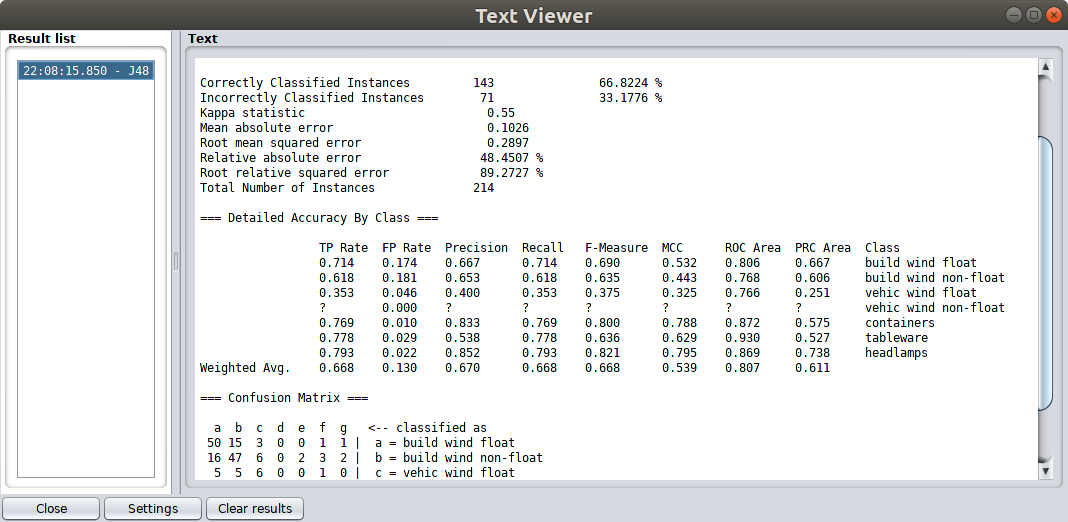 Text Viewer
Result list
Text
22:08:15.850 - J48
Correctly Classified Instances         143               66.8224 %
Incorrectly Classified Instances        71               33.1776 %
Kappa statistic                          0.55
Mean absolute error                      0.1026
Root mean squared error                  0.2897
Relative absolute error                 48.4507 %
Root relative squared error             89.2727 %
Total Number of Instances              214
=== Detailed Accuracy By Class ===
                 TP Rate  FP Rate  Precision  Recall   F-Measure  MCC      ROC Area  PRC Area  Class
                 0.714    0.174    0.667      0.714    0.690      0.532    0.806     0.667     build wind float
                 0.618    0.181    0.653      0.618    0.635      0.443    0.768     0.606     build wind non-float
                 0.353    0.046    0.400      0.353    0.375      0.325    0.766     0.251     vehic wind float
                 ?        0.000    ?          ?        ?          ?        ?         ?         vehic wind non-float
                 0.769    0.010    0.833      0.769    0.800      0.788    0.872     0.575     containers
                 0.778    0.029    0.538      0.778    0.636      0.629    0.930     0.527     tableware
                 0.793    0.022    0.852      0.793    0.821      0.795    0.869     0.738     headlamps
Weighted Avg.    0.668    0.130    0.670      0.668    0.668      0.539    0.807     0.611
=== Confusion Matrix ===
  a  b  c  d  e  f  g   <-- classified as
 50 15  3  0  0  1  1 |  a = build wind float
 16 47  6  0  2  3  2 |  b = build wind non-float
  5  5  6  0  0  1  0 |  c = vehic wind float
Close
Settings
Clear results